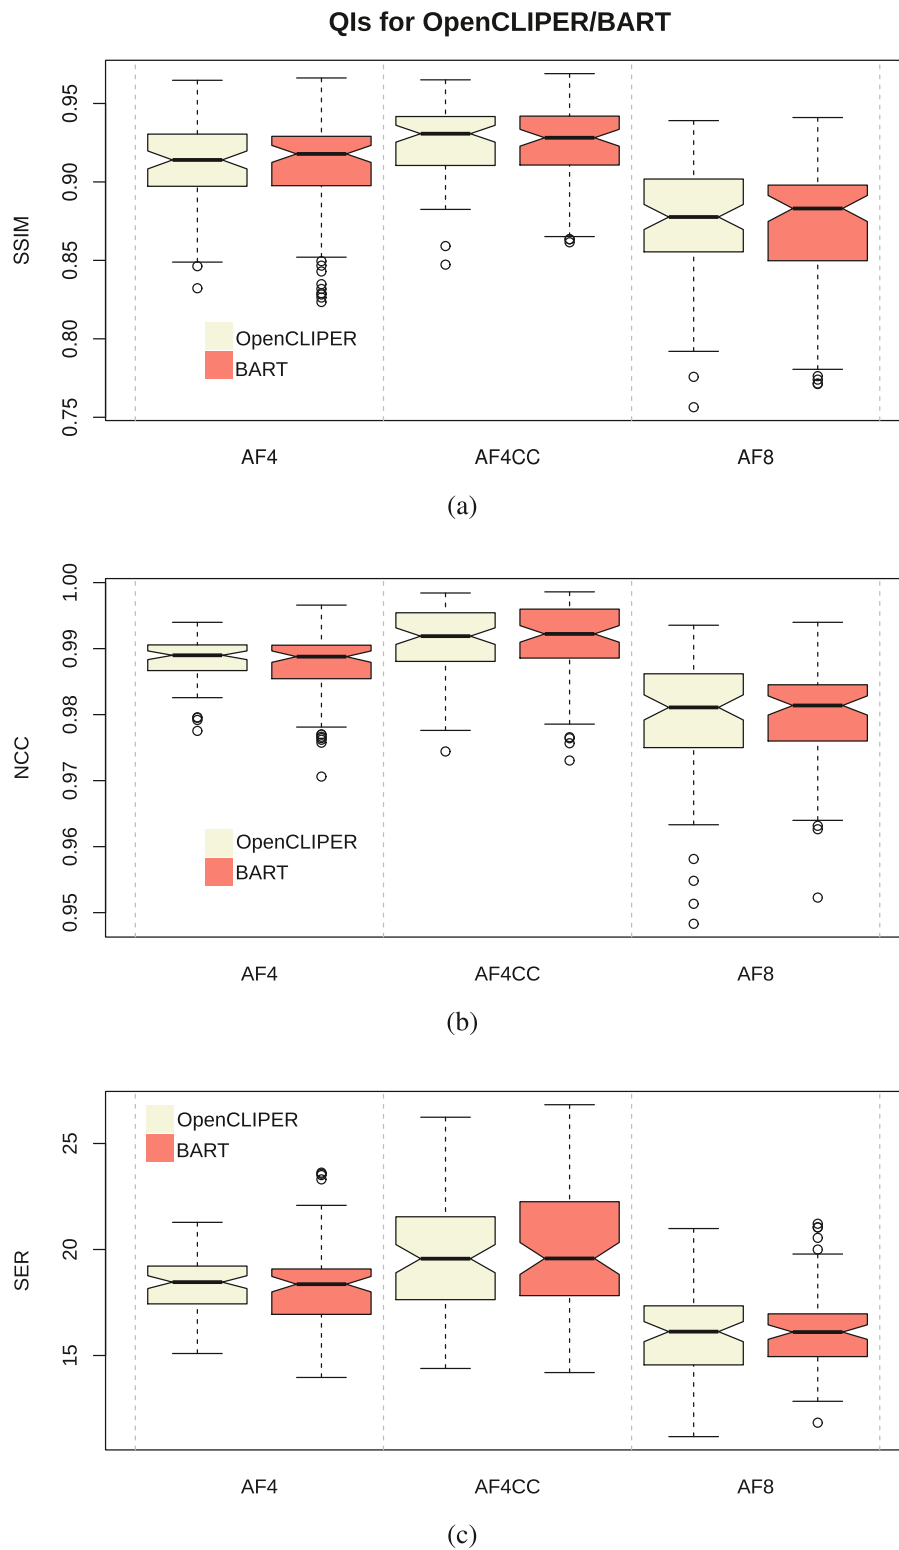 QIs for OpenCLIPER/BART
SSIM
0.95
0.90
0.85
0.80
0.75
OpenCLIPER
BART
AF4 AF4CC AF8
(a)
NCC
1.00
0.99
0.98
0.97
0.96
0.95
OpenCLIPER
BART
AF4 AF4CC AF8
(b)
SER
25
20
15
OpenCLIPER
BART
AF4 AF4CC AF8
(c)